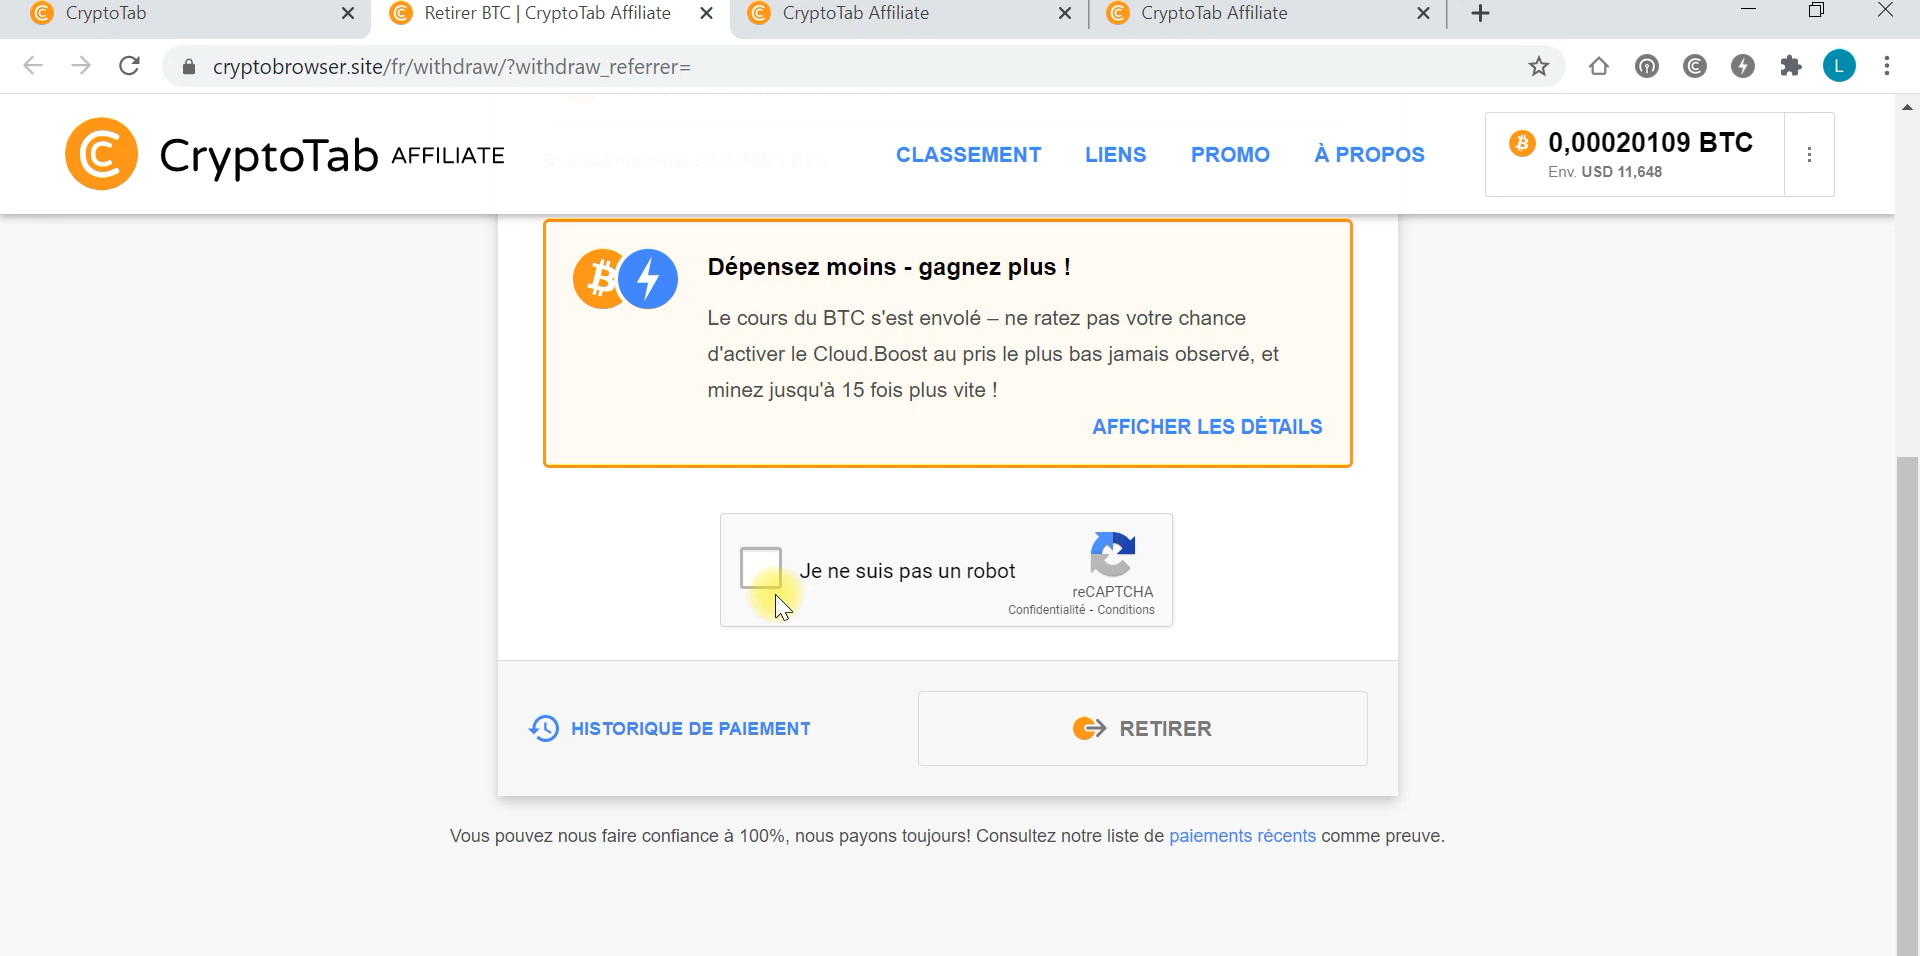 CryptoTab
Retirer BTC | CryptoTab Affiliate
CryptoTab Affiliate
CryptoTab Affiliate
cryptobrowser.site/fr/withdraw/?withdraw_referrer=
L
CryptoTab AFFILIATE
CLASSEMENT
LIENS
PROMO
À PROPOS
0,00020109 BTC
Env. USD 11,648
Dépensez moins - gagnez plus !
Le cours du BTC s'est envolé – ne ratez pas votre chance
d'activer le Cloud.Boost au pris le plus bas jamais observé, et
minez jusqu'à 15 fois plus vite !
AFFICHER LES DÉTAILS
Je ne suis pas un robot
reCAPTCHA
Confidentialité - Conditions
HISTORIQUE DE PAIEMENT
RETIRER
Vous pouvez nous faire confiance à 100%, nous payons toujours! Consultez notre liste de paiements récents comme preuve.